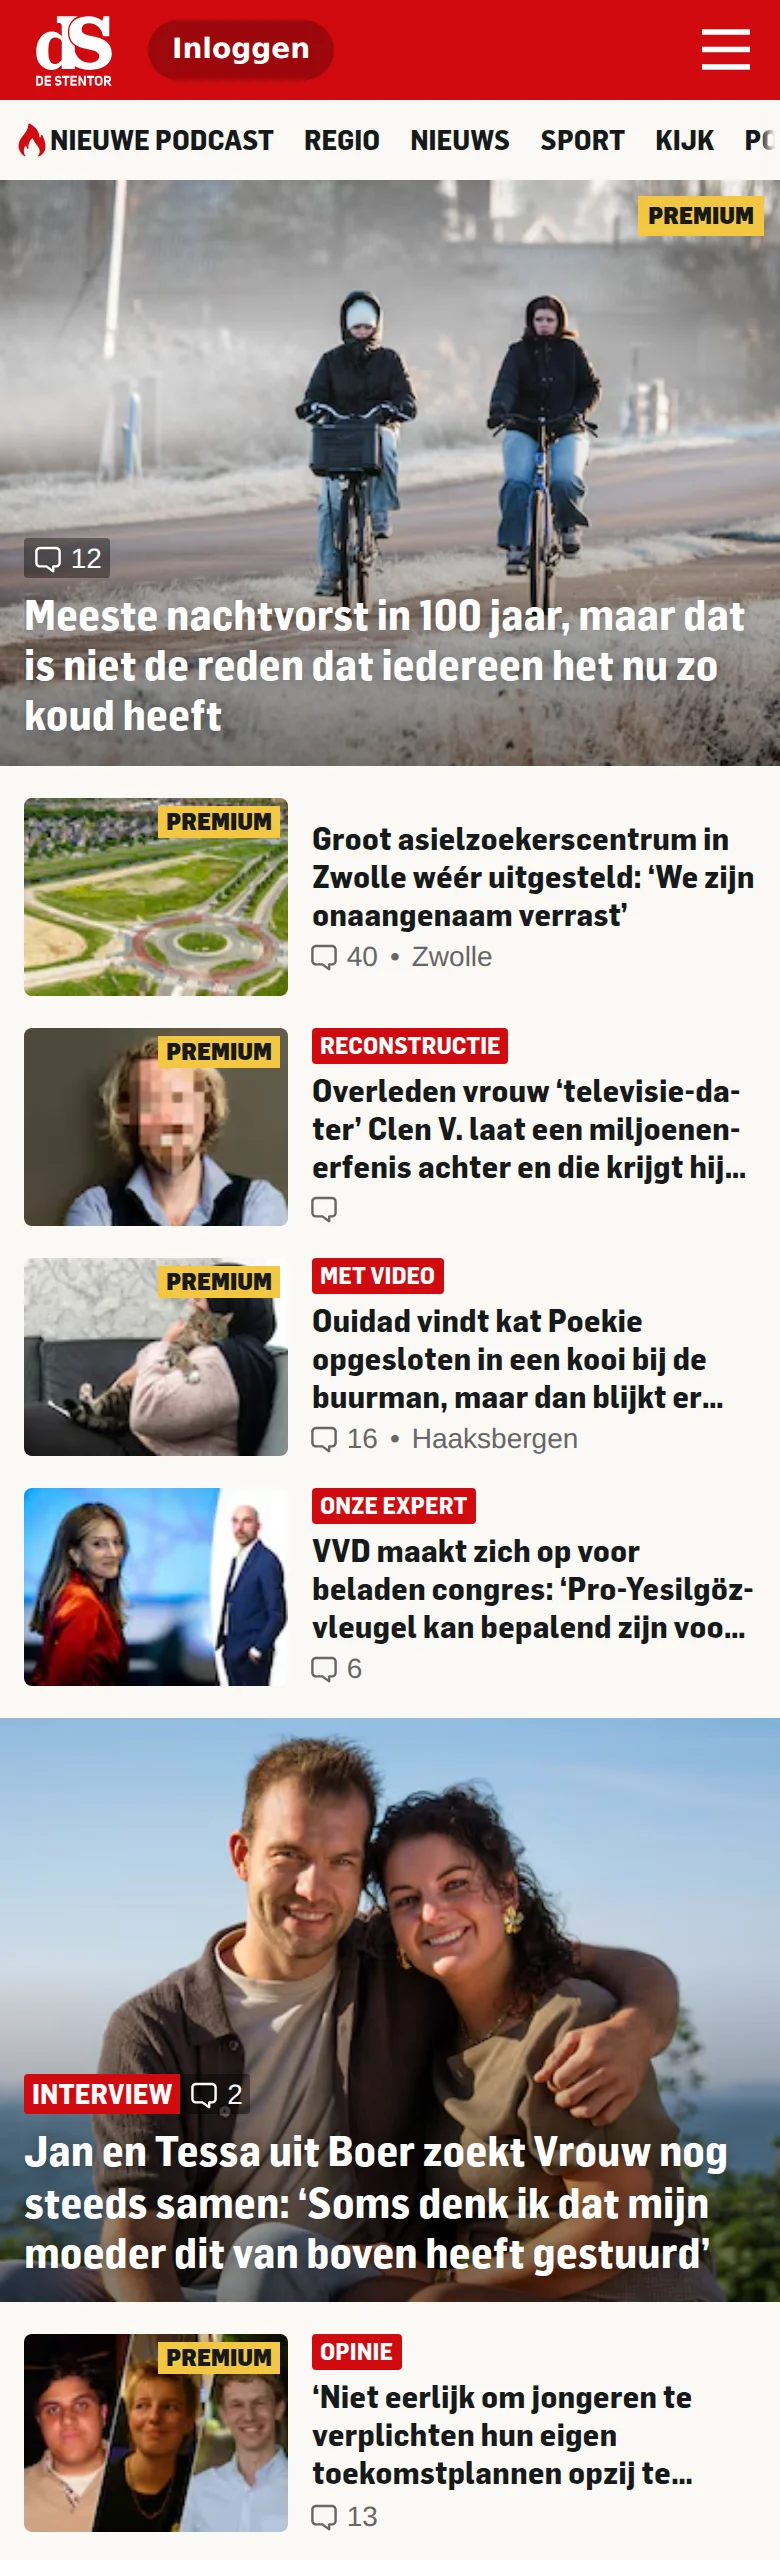 dS
DE STENTOR
Inloggen
NIEUWE PODCAST REGIO NIEUWS SPORT KIJK PO
PREMIUM
12
Meeste nachtvorst in 100 jaar, maar dat
is niet de reden dat iedereen het nu zo
koud heeft
PREMIUM
Groot asielzoekerscentrum in
Zwolle wéér uitgesteld: ‘We zijn
onaangenaam verrast’
40 • Zwolle
PREMIUM
RECONSTRUCTIE
Overleden vrouw ‘televisie-da-
ter’ Clen V. laat een miljoenen-
erfenis achter en die krijgt hij...
PREMIUM
MET VIDEO
Ouidad vindt kat Poekie
opgesloten in een kooi bij de
buurman, maar dan blijkt er...
16 • Haaksbergen
ONZE EXPERT
VVD maakt zich op voor
beladen congres: ‘Pro-Yesilgöz-
vleugel kan bepalend zijn voo...
6
INTERVIEW 2
Jan en Tessa uit Boer zoekt Vrouw nog
steeds samen: ‘Soms denk ik dat mijn
moeder dit van boven heeft gestuurd’
PREMIUM
OPINIE
‘Niet eerlijk om jongeren te
verplichten hun eigen
toekomstplannen opzij te...
13